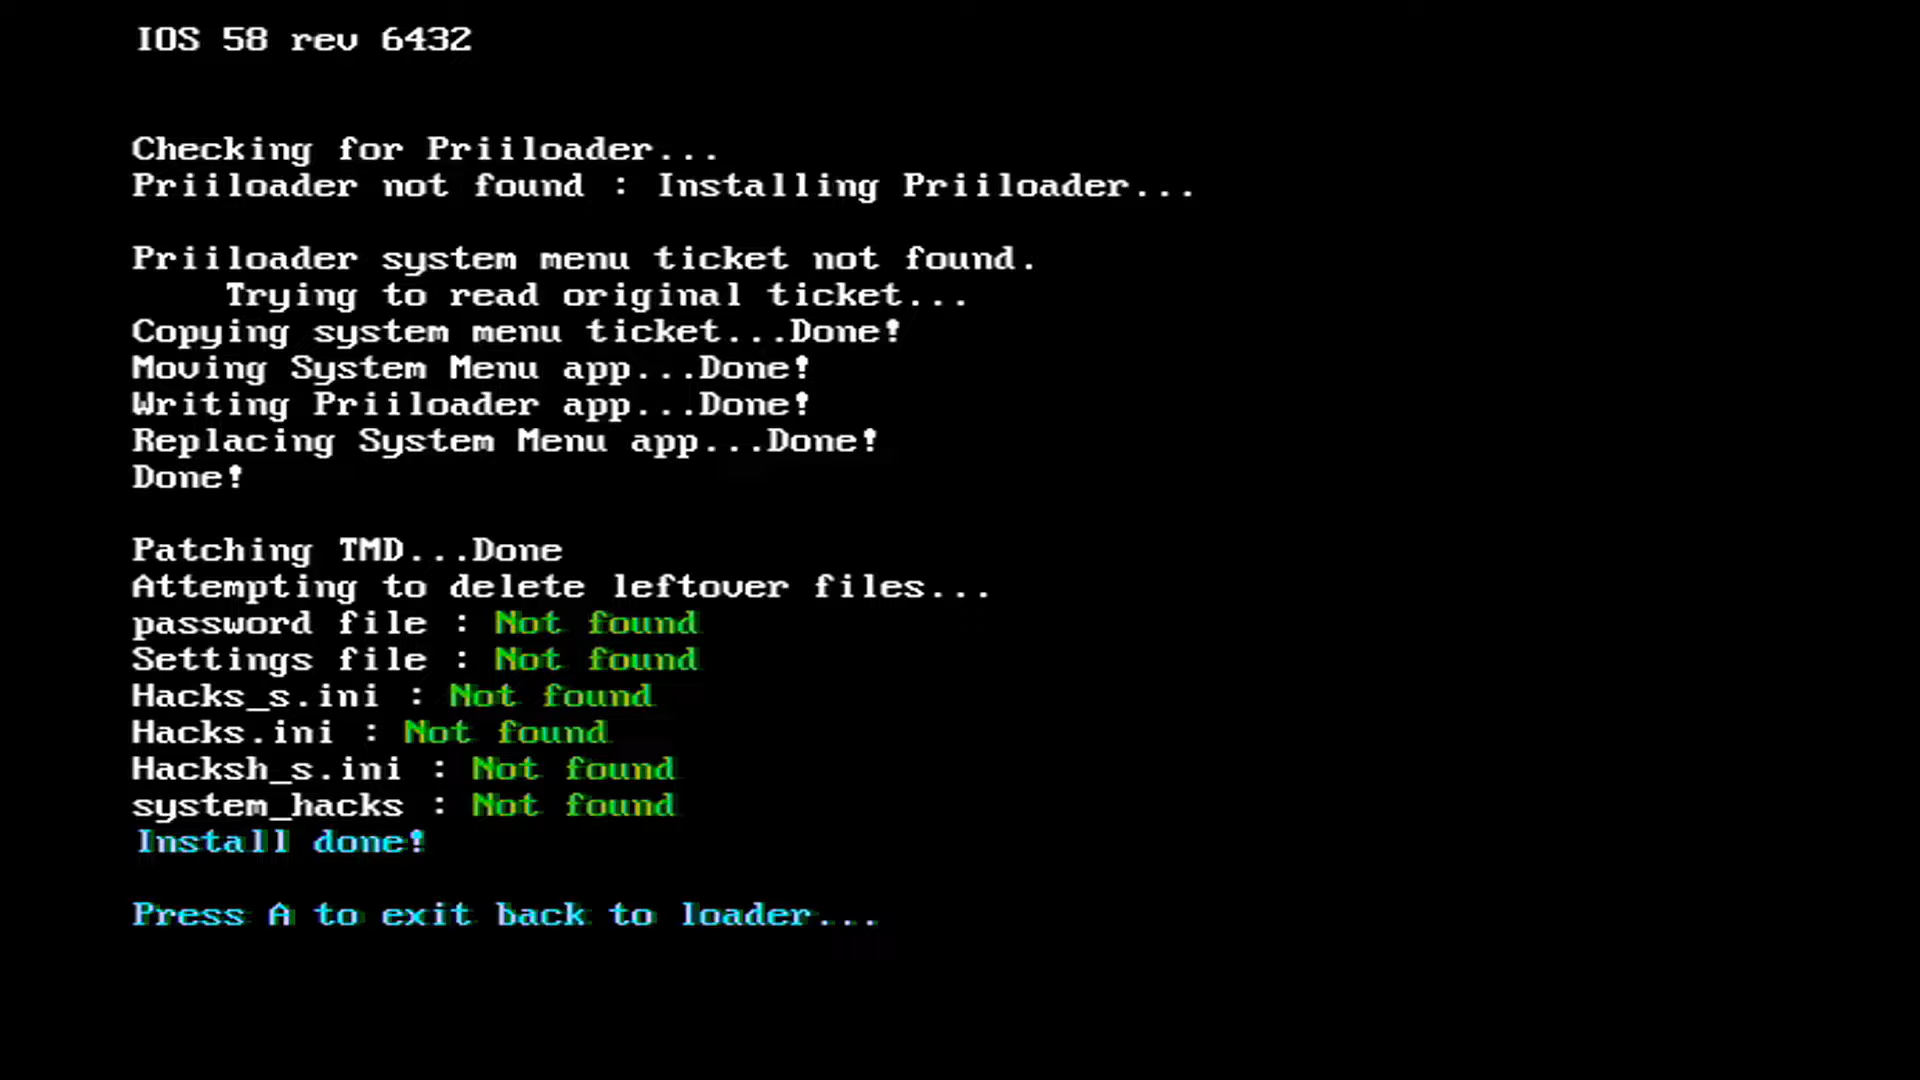 IOS 58 rev 6432
Checking for Priiloader...
Priiloader not found : Installing Priiloader...
Priiloader system menu ticket not found.
Trying to read original ticket...
Copying system menu ticket...Done!
Moving System Menu app...Done!
Writing Priiloader app...Done!
Replacing System Menu app...Done!
Done!
Patching TMD...Done
Attempting to delete leftover files...
password file : Not found
Settings file : Not found
Hacks_s.ini : Not found
Hacks.ini : Not found
Hacksh_s.ini : Not found
system_hacks : Not found
Install done!
Press A to exit back to loader...